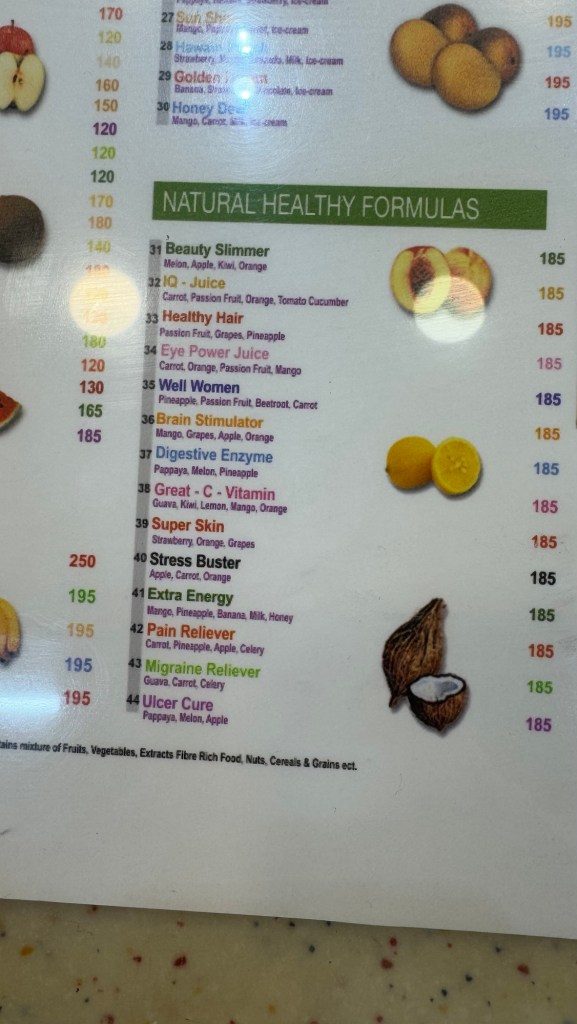 170
120
140
160
150
120
120
120
170
180
140
180
120
130
165
185
250
195
195
195
195
27 Sun
Mango, ice-cream
195
28 Hawaii
Strawberry, Milk, ice-cream
195
29 Golden
Banana, ice-cream
195
30 Honey
Mango, Carrot, ice-cream
195
NATURAL HEALTHY FORMULAS
31 Beauty Slimmer 185
Melon, Apple, Kiwi, Orange
32 IQ - Juice 185
Carrot, Passion Fruit, Orange, Tomato Cucumber
33 Healthy Hair 185
Passion Fruit, Grapes, Pineapple
34 Eye Power Juice 185
Carrot, Orange, Passion Fruit, Mango
35 Well Women 185
Pineapple, Passion Fruit, Beetroot, Carrot
36 Brain Stimulator 185
Mango, Grapes, Apple, Orange
37 Digestive Enzyme 185
Pappaya, Melon, Pineapple
38 Great - C - Vitamin 185
Guava, Kiwi, Lemon, Mango, Orange
39 Super Skin 185
Strawberry, Orange, Grapes
40 Stress Buster 185
Apple, Carrot, Orange
41 Extra Energy 185
Mango, Pineapple, Banana, Milk, Honey
42 Pain Reliever 185
Carrot, Pineapple, Apple, Celery
43 Migraine Reliever 185
Guava, Carrot, Celery
44 Ulcer Cure 185
Pappaya, Melon, Apple
tains mixture of Fruits, Vegetables, Extracts Fibre Rich Food, Nuts, Cereals & Grains ect.